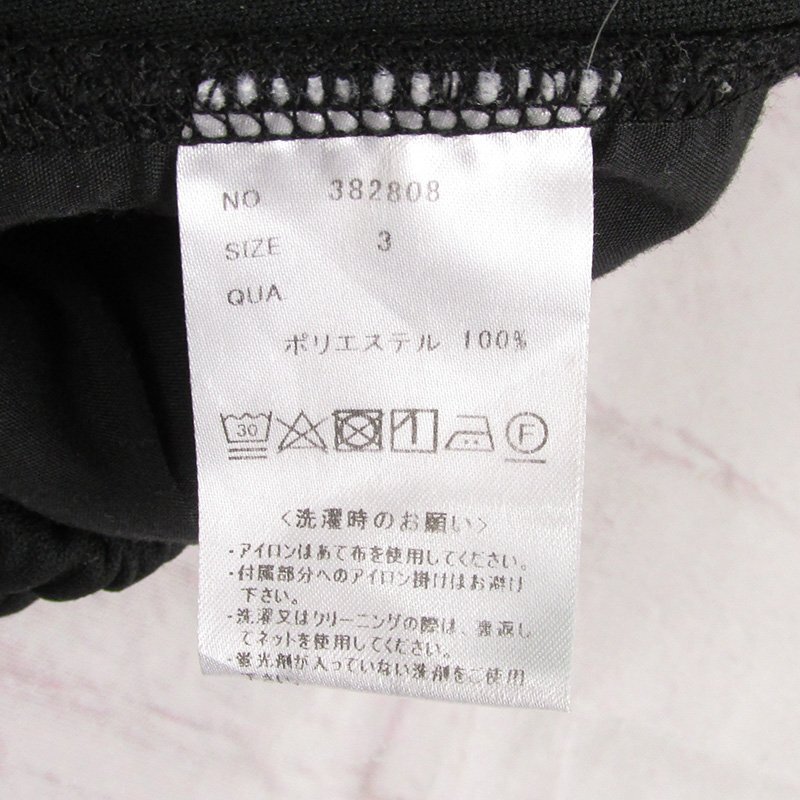 NO 382808
SIZE 3
QUA
ポリエステル 100%
30 F
〈洗濯時のお願い〉
・アイロンはあて布を使用してください。
・付属部分へのアイロン掛けはお避け
下さい。
・洗濯又はクリーニングの際は、裏返し
てネットを使用してください。
・蛍光剤が入っていない洗剤をご使用
下さい。